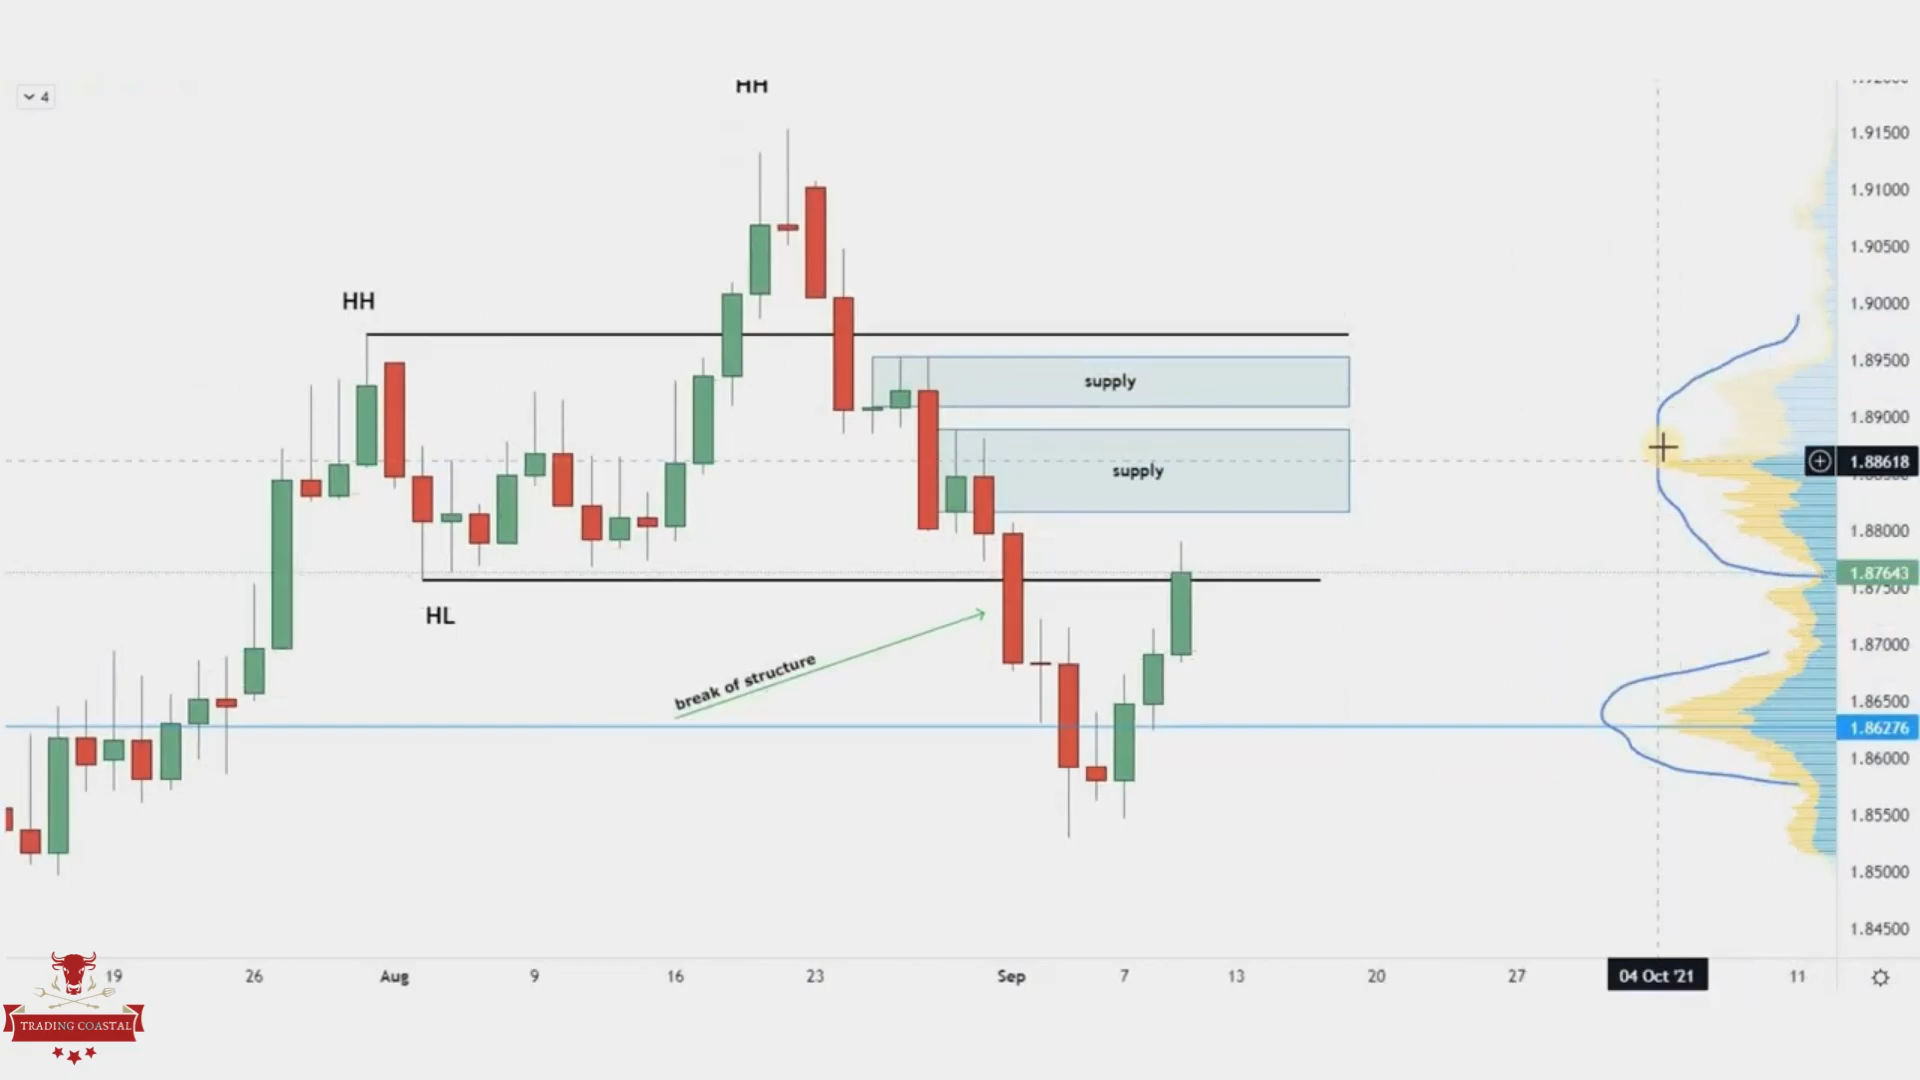 HH
4
1.91500
1.91000
1.90500
HH
1.90000
1.89500
supply
1.89000
supply
1.88618
1.88000
1.87643
1.87500
HL
1.87000
break of structure
1.86500
1.86276
1.86000
1.85500
1.85000
1.84500
19 26 Aug 9 16 23 Sep 7 13 20 27 04 Oct '21 11
TRADING COASTAL